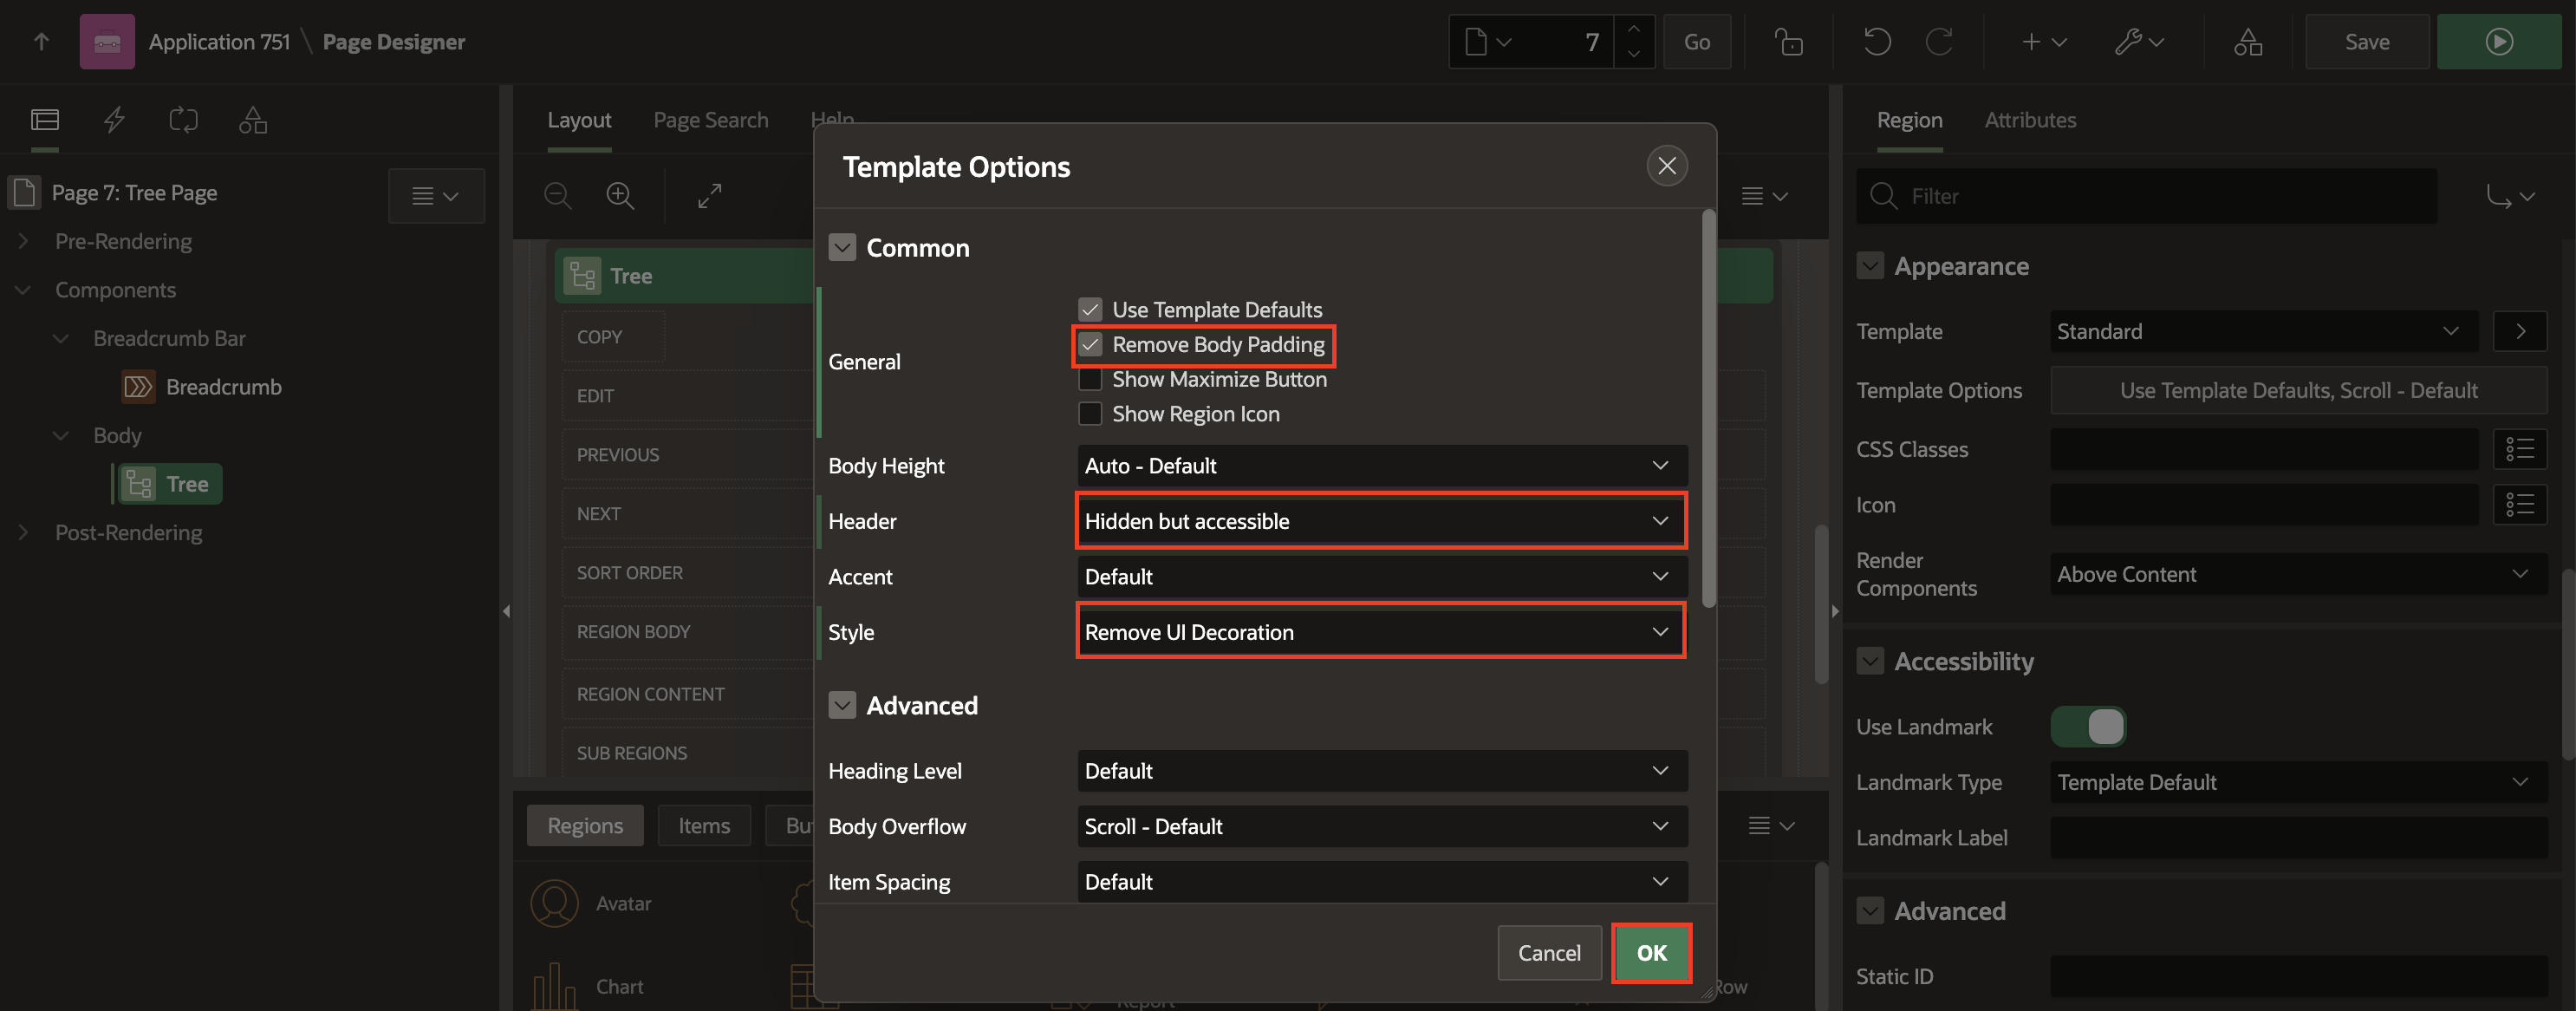 Application 751 \ Page Designer
7
Go
Save
Page 7: Tree Page
Pre-Rendering
Components
Breadcrumb Bar
Breadcrumb
Body
Tree
Post-Rendering
Layout
Page Search
Help
Tree
COPY
EDIT
PREVIOUS
NEXT
SORT ORDER
REGION BODY
REGION CONTENT
SUB REGIONS
Regions
Items
Avatar
Chart
Template Options
Common
General
Use Template Defaults
Remove Body Padding
Show Maximize Button
Show Region Icon
Body Height
Auto - Default
Header
Hidden but accessible
Accent
Default
Style
Remove UI Decoration
Advanced
Heading Level
Default
Body Overflow
Scroll - Default
Item Spacing
Default
Cancel
OK
Region
Attributes
Filter
Appearance
Template
Standard
Template Options
Use Template Defaults, Scroll - Default
CSS Classes
Icon
Render
Components
Above Content
Accessibility
Use Landmark
Landmark Type
Template Default
Landmark Label
Advanced
Static ID